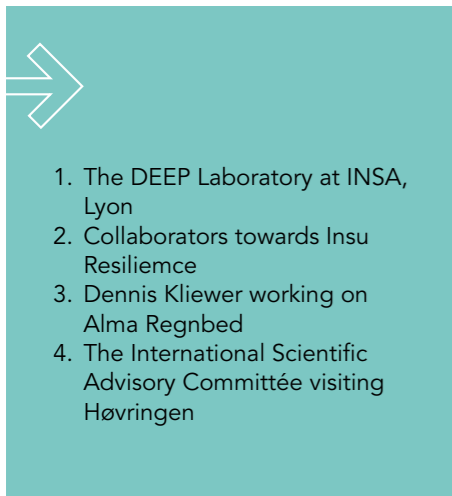 1. The DEEP Laboratory at INSA,
Lyon
2. Collaborators towards Insu
Resiliemce
3. Dennis Kliewer working on
Alma Regnbed
4. The International Scientific
Advisory Committée visiting
Høvringen